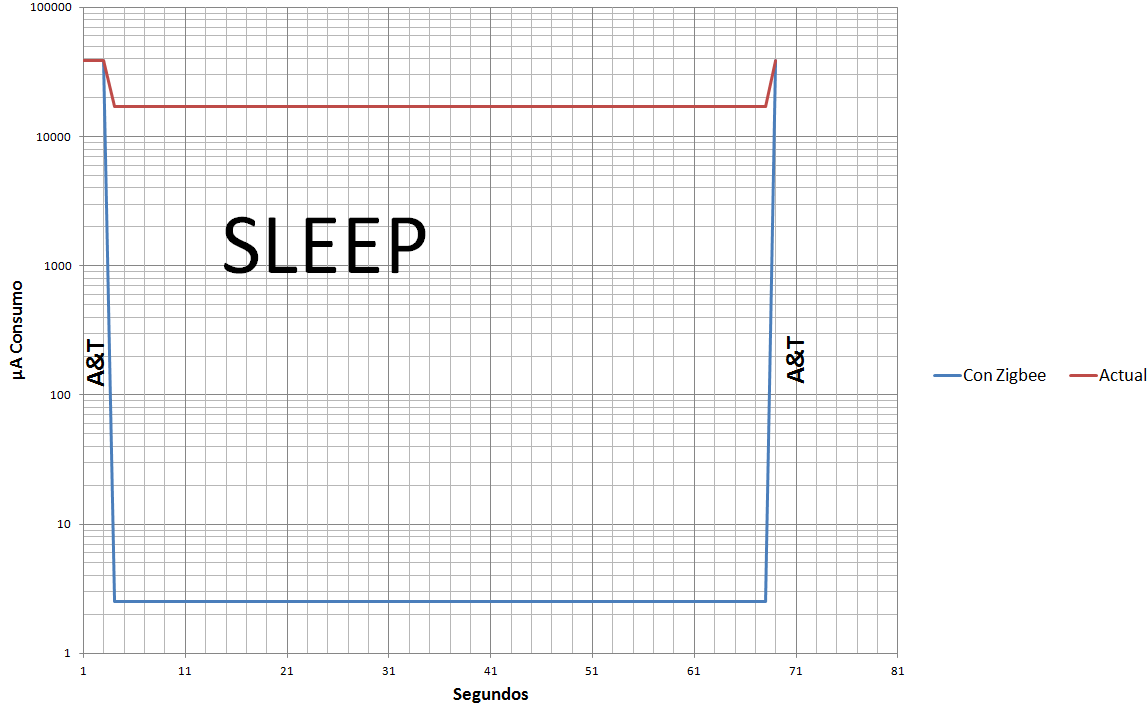 100000
10000
1000
100
10
1
µA Consumo
SLEEP
A&T
A&T
1 11 21 31 41 51 61 71 81
Segundos
Con Zigbee Actual